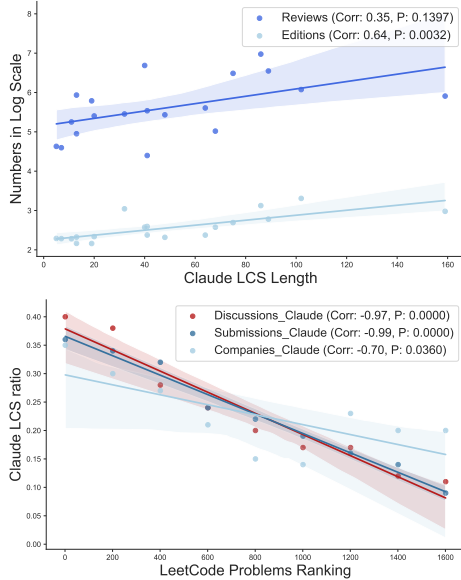 8
7
6
5
4
3
2
Numbers in Log Scale
Reviews (Corr: 0.35, P: 0.1397)
Editions (Corr: 0.64, P: 0.0032)
0 20 40 60 80 100 120 140 160
Claude LCS Length
0.40
0.35
0.30
0.25
0.20
0.15
0.10
0.05
0.00
Claude LCS ratio
Discussions_Claude (Corr: -0.97, P: 0.0000)
Submissions_Claude (Corr: -0.99, P: 0.0000)
Companies_Claude (Corr: -0.70, P: 0.0360)
0 200 400 600 800 1000 1200 1400 1600
LeetCode Problems Ranking